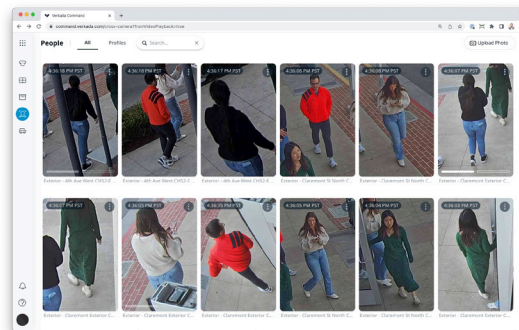 Verkada Command
command.verkada.com/cross-camera?fromVideoPlayback=true
People
All
Profiles
Search...
Upload Photo
4:36:18 PM PST
4:36:18 PM PST
4:36:17 PM PST
4:36:08 PM PST
4:36:08 PM PST
4:36:07 PM PST
Exterior - 4th Ave West CH52-E ...
Exterior - 4th Ave West CH52-E ...
Exterior - 4th Ave West CH52-E ...
Exterior - Claremont St North C...
Exterior - Claremont St North C...
Exterior - Claremont Exterior C...
4:36:07 PM PST
4:36:05 PM PST
4:36:05 PM PST
4:36:05 PM PST
4:36:04 PM PST
4:36:03 PM PST
Exterior - Claremont Exterior C...
Exterior - Claremont Exterior C...
Exterior - Claremont Exterior C...
Exterior - Claremont St North C...
Exterior - Claremont St North C...
Exterior - Claremont Exterior C...